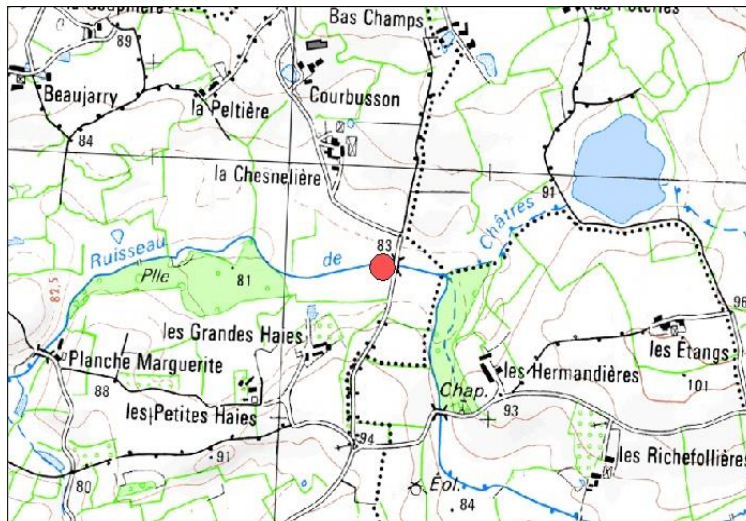 Bas Champs
89
Beaujarry
la Peltière
Courbusson
84
la Chesnelière
91
Ruisseau
de
Châtres
83
Plle
81
82,5
96
les Grandes Haies
les Etangs
Planche Marguerite
les Hermandières
101
88
Chap.
les Petites Haies
93
94
91
les Richefollières
80
Éol.
84